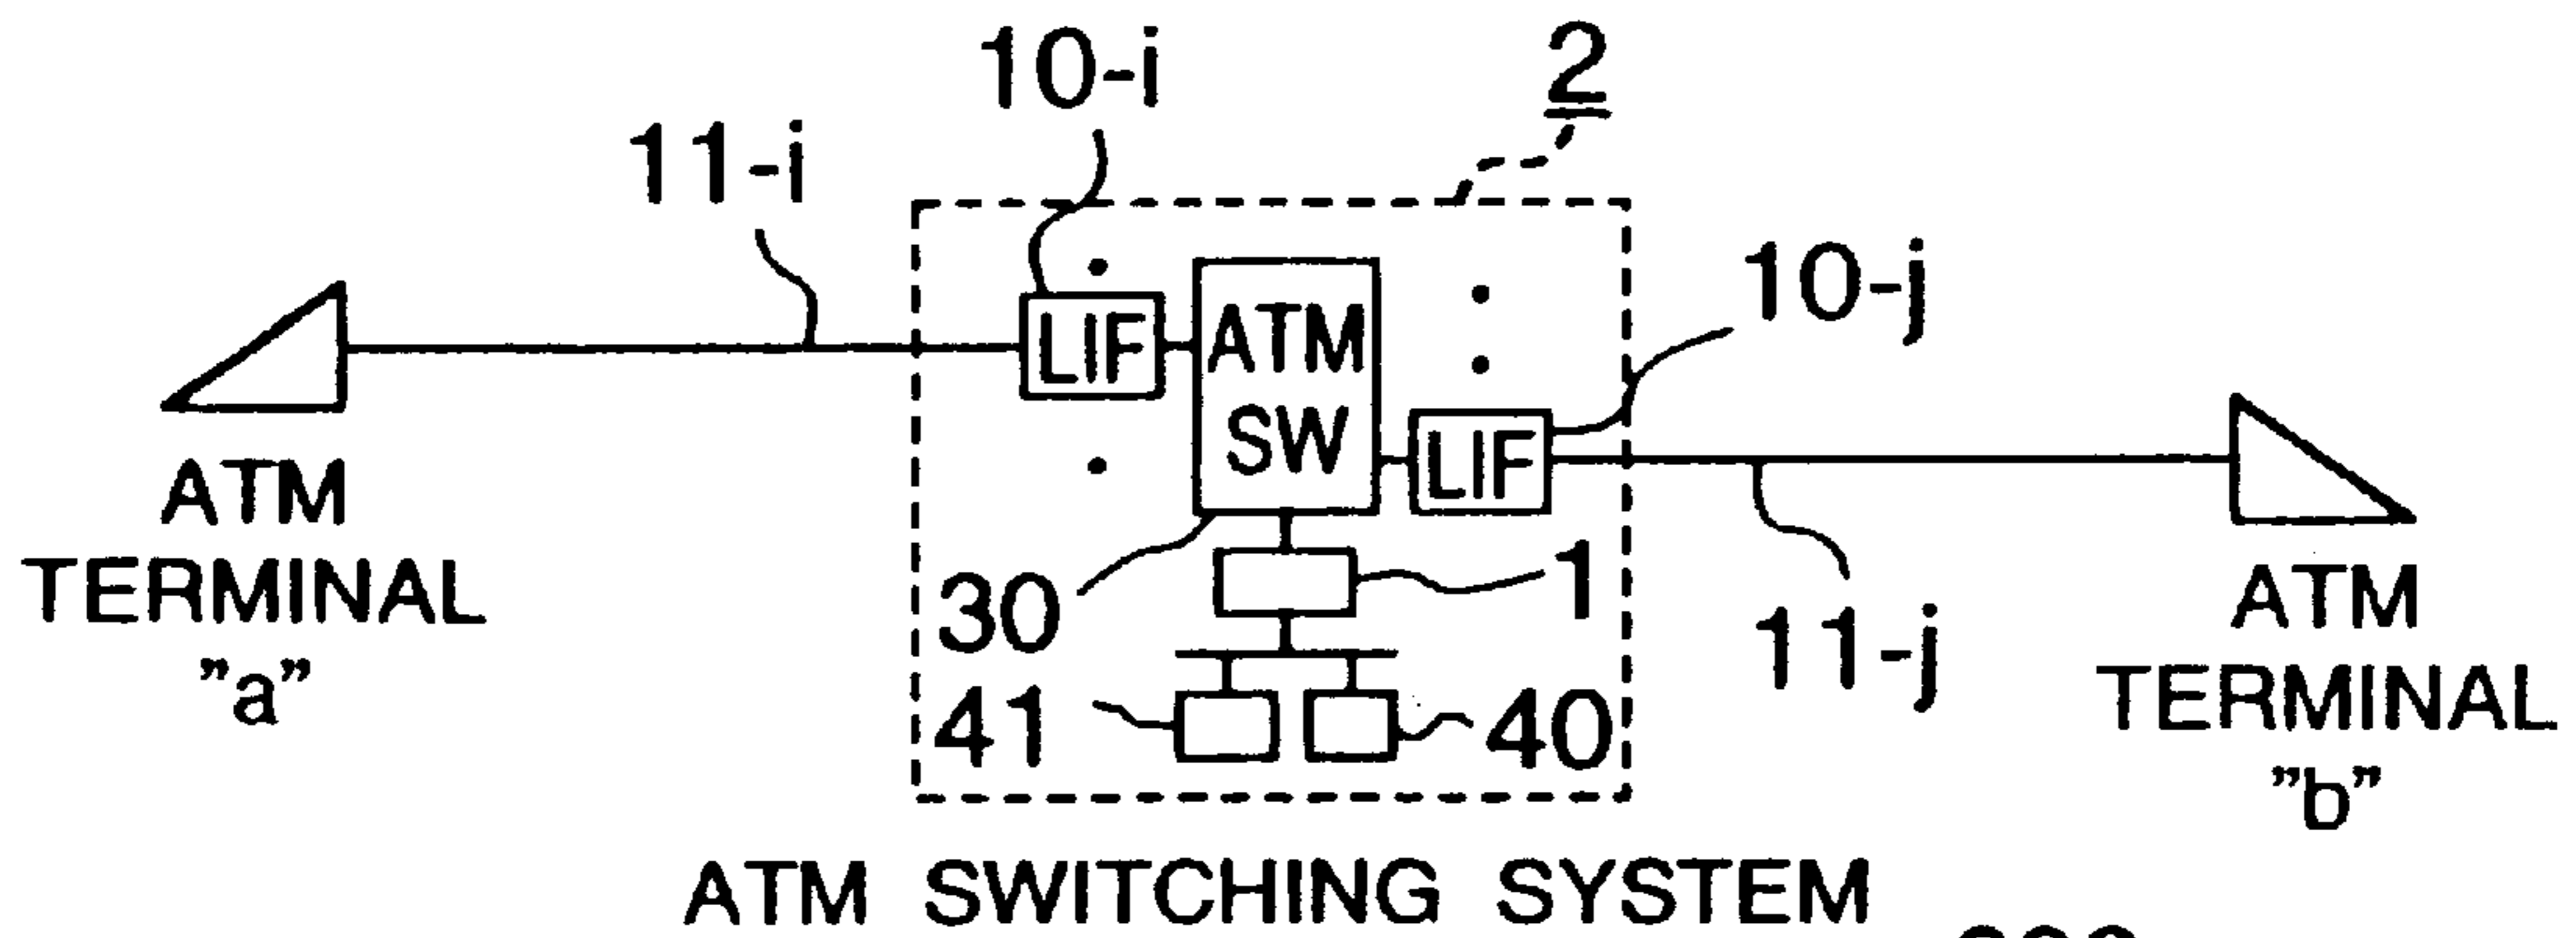 2
10-i
11-i
10-j
LIF
ATM
SW
LIF
30
1
11-j
41
40
ATM
TERMINAL
”a”
ATM
TERMINAL
”b”
ATM SWITCHING SYSTEM